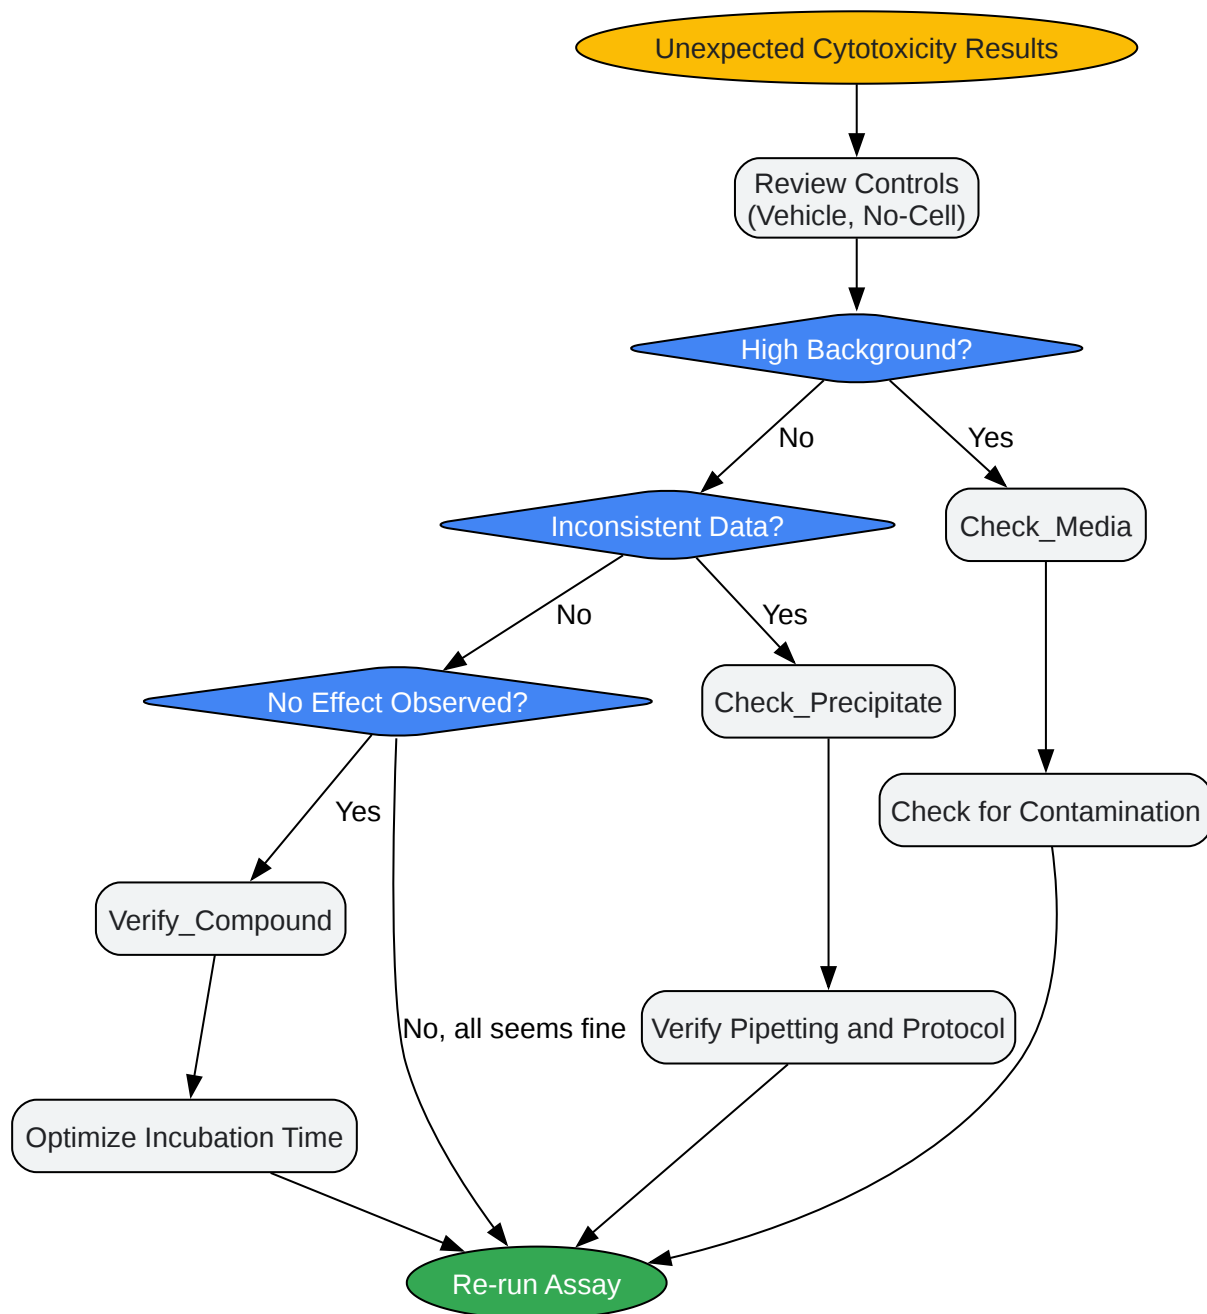 Unexpected Cytotoxicity Results
Review Controls
(Vehicle, No-Cell)
High Background?
No
Yes
Inconsistent Data?
Check_Media
No
Yes
No Effect Observed?
Check_Precipitate
Yes
Check for Contamination
Verify_Compound
No, all seems fine
Verify Pipetting and Protocol
Optimize Incubation Time
Re-run Assay